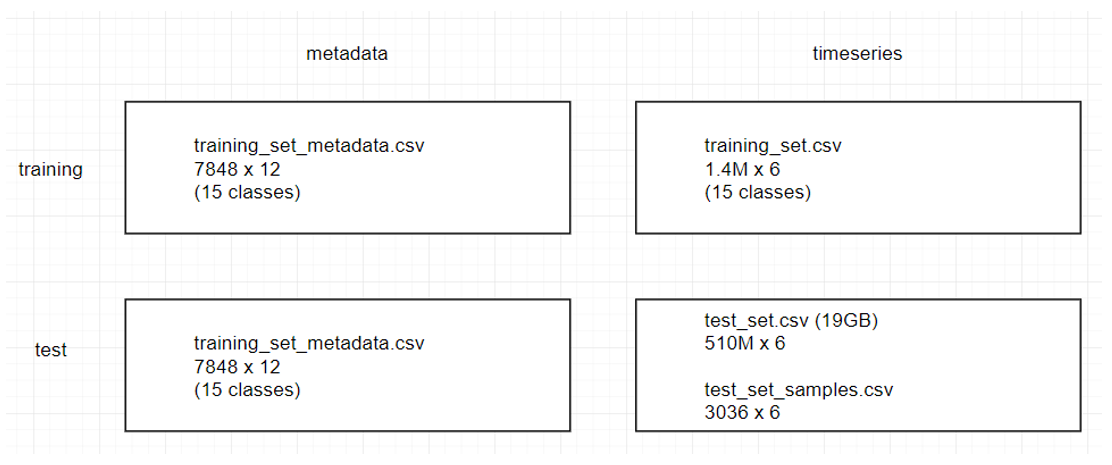 metadata
timeseries
training
training_set_metadata.csv
7848 x 12
(15 classes)
training_set.csv
1.4M x 6
(15 classes)
test
training_set_metadata.csv
7848 x 12
(15 classes)
test_set.csv (19GB)
510M x 6
test_set_samples.csv
3036 x 6